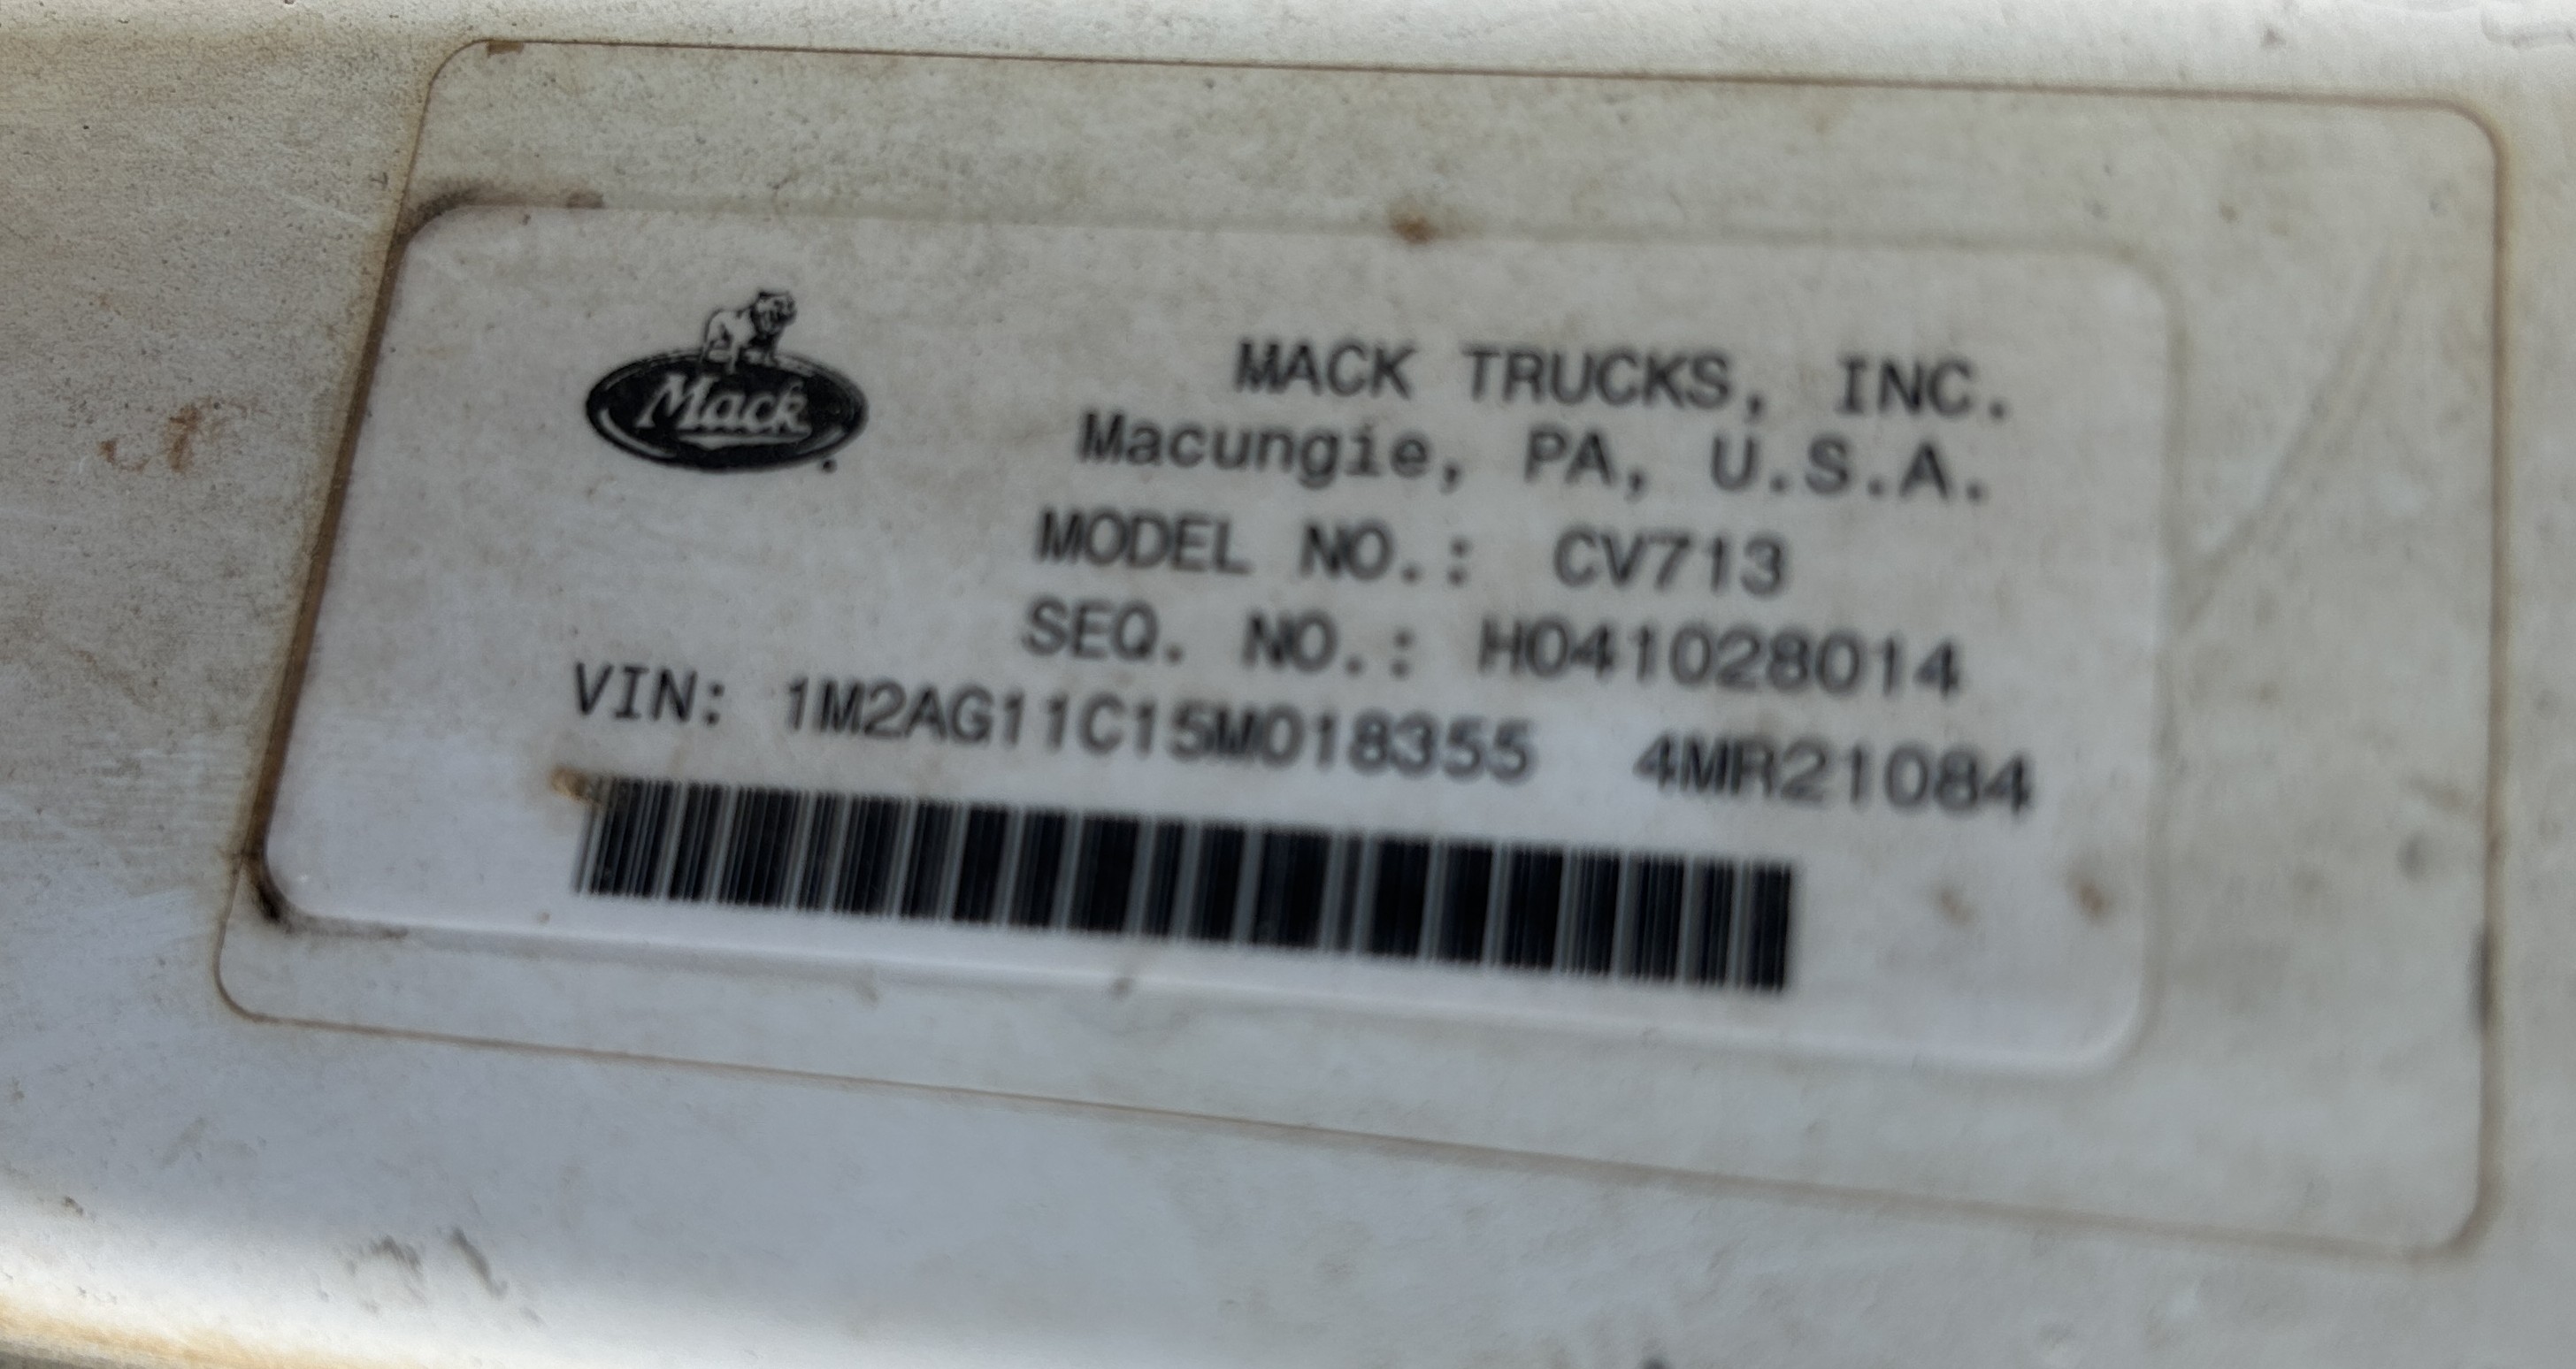 Mack
MACK TRUCKS, INC.
Macungie, PA, U.S.A.
MODEL NO.: CV713
SEQ. NO.: H041028014
VIN: 1M2AG11C15M018355 4MR21084